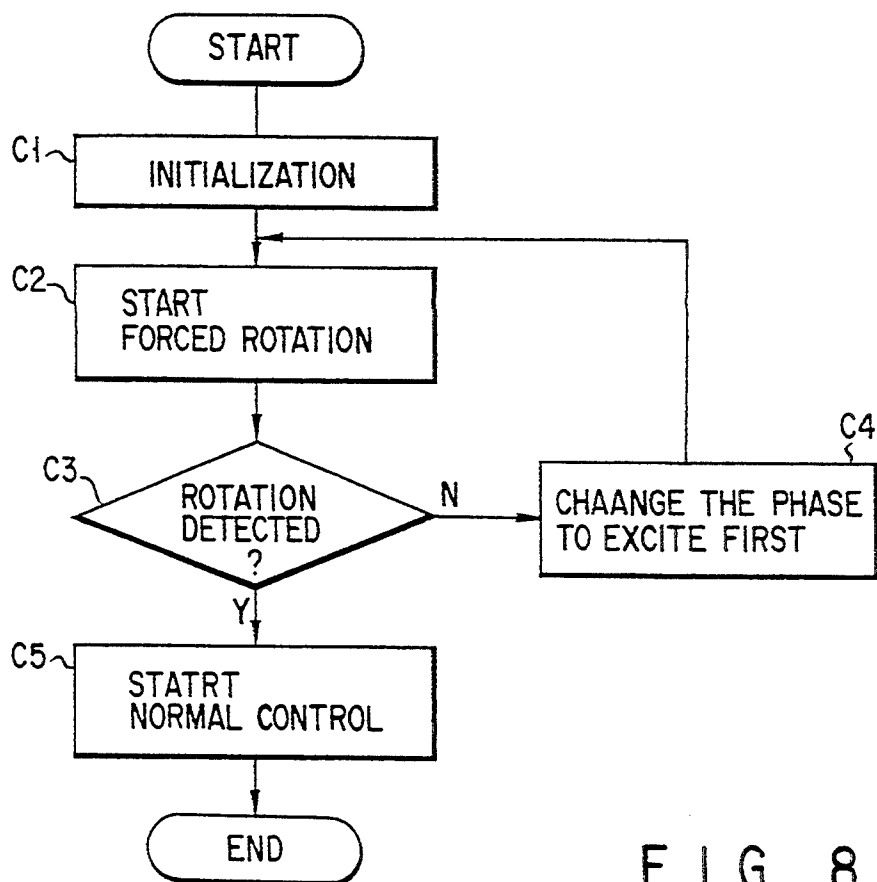 START
C1
INITIALIZATION
C2
START
FORCED ROTATION
C3
ROTATION
DETECTED
?
N
C4
CHAANGE THE PHASE
TO EXCITE FIRST
Y
C5
STATRT
NORMAL CONTROL
END
FIG. 8